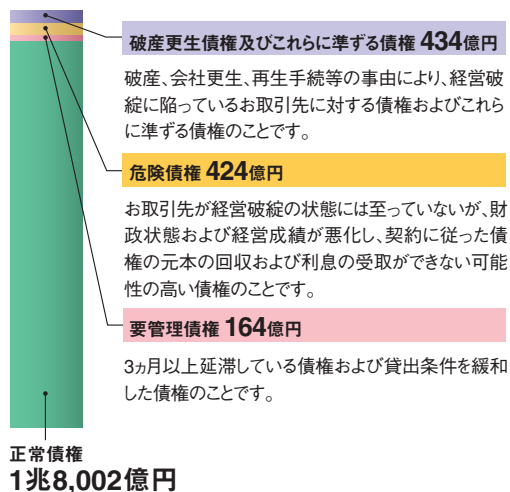 破産更生債権及びこれらに準ずる債権 434億円
破産、会社更生、再生手続等の事由により、経営破
綻に陥っているお取引先に対する債権およびこれら
に準ずる債権のことです。
危険債権 424億円
お取引先が経営破綻の状態には至っていないが、財
政状態および経営成績が悪化し、契約に従った債
権の元本の回収および利息の受取ができない可能
性の高い債権のことです。
要管理債権 164億円
3ヵ月以上延滞している債権および貸出条件を緩和
した債権のことです。
正常債権
1兆8,002億円